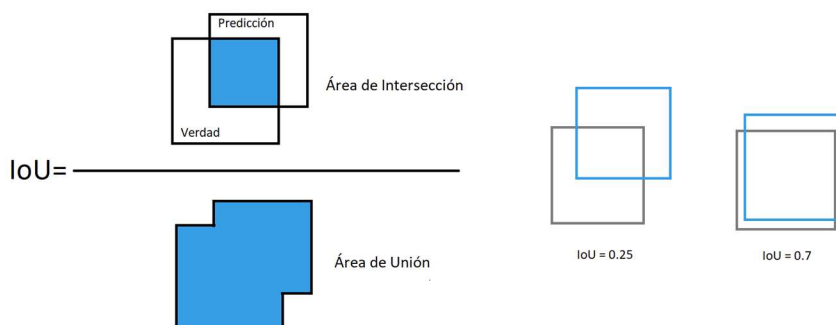 Predicción
Área de Intersección
Verdad
IoU=
Área de Unión
IoU = 0.25
IoU = 0.7